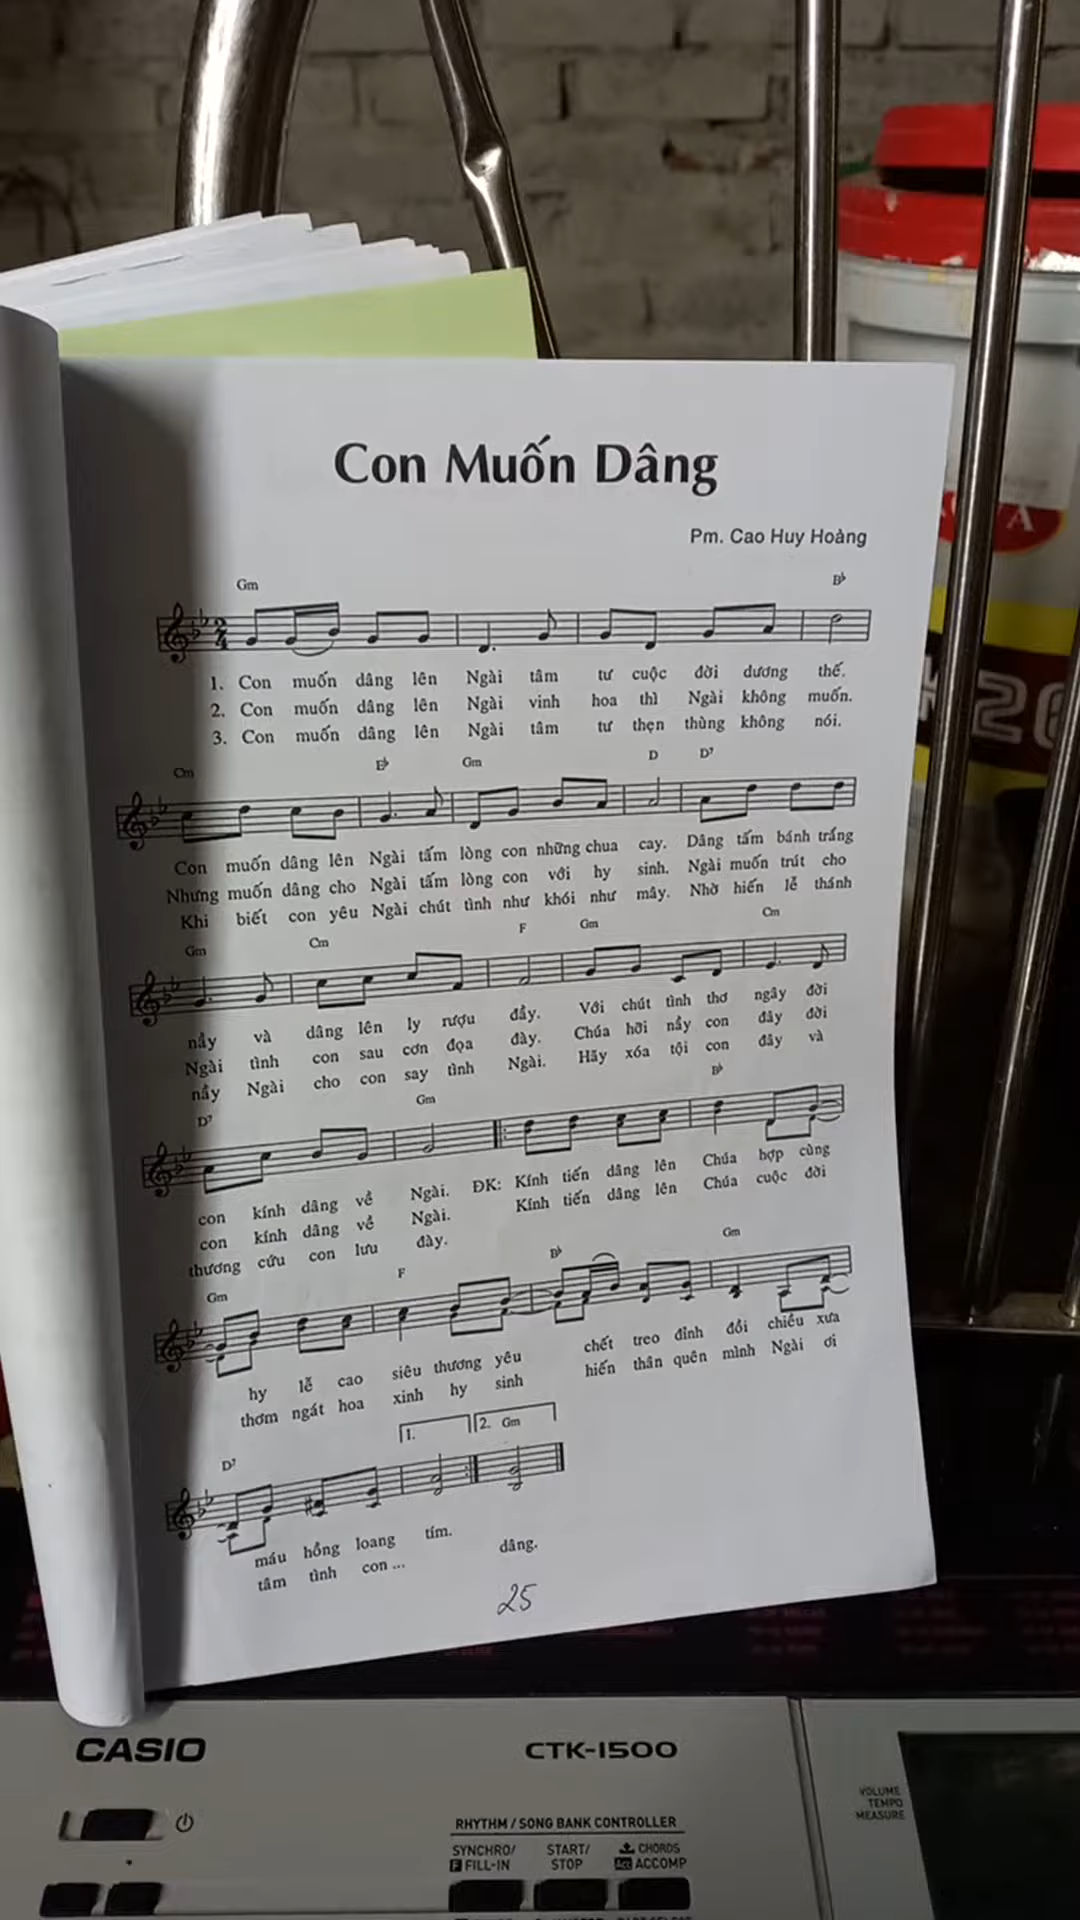 Con Muốn Dâng
Pm. Cao Huy Hoàng
Gm B♭
2
4
1. Con muốn dâng lên Ngài tâm tư cuộc đời dương thế.
2. Con muốn dâng lên Ngài vinh hoa thì Ngài không muốn.
3. Con muốn dâng lên Ngài tâm tư thẹn thùng không nói.
Cm E♭ Gm D D7
Con muốn dâng lên Ngài tấm lòng con những chua cay. Dâng tấm bánh trắng
Nhưng muốn dâng cho Ngài tấm lòng con với hy sinh. Ngài muốn trút cho
Khi biết con yêu Ngài chút tình như khói như mây. Nhờ hiến lễ thánh
Gm Cm F Gm Cm
nầy và dâng lên ly rượu đầy. Với chút tình thơ ngây đời
Ngài tình con sau cơn đọa đày. Chúa hỡi nầy con đây đời
nầy Ngài cho con say tình Ngài. Hãy xóa tội con đây và
D7 Gm B♭
con kính dâng về Ngài. ĐK: Kính tiến dâng lên Chúa hợp cùng
con kính dâng về Ngài. Kính tiến dâng lên Chúa cuộc đời
thương cứu con lưu đày.
Gm F B♭ Gm
hy lễ cao siêu thương yêu chết treo đỉnh đồi chiều xưa
thơm ngát hoa xinh hy sinh hiến thân quên mình Ngài ơi
D7 1. 2. Gm
máu hồng loang tím. dâng.
tâm tình con ...
25
CASIO CTK-1500
VOLUME
TEMPO
MEASURE
RHYTHM / SONG BANK CONTROLLER
SYNCHRO/ START/ CHORDS
F FILL-IN STOP Acc ACCOMP